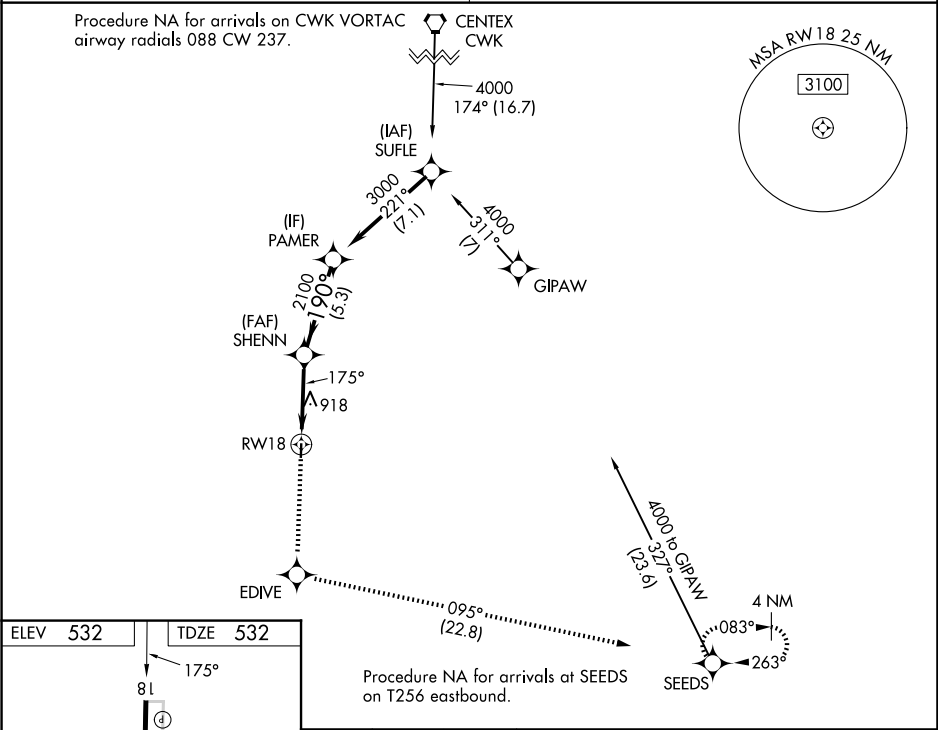 Procedure NA for arrivals on CWK VORTAC
airway radials 088 CW 237.
CENTEX
CWK
4000
174° (16.7)
MSA RW18 25 NM
3100
(IAF)
SUFLE
3000
221°
(7.1)
4000
311°
(7)
GIPAW
(IF)
PAMER
2100
190°
(5.3)
(FAF)
SHENN
175°
918
RW18
4000 to GIPAW
327°
(23.6)
EDIVE
095°
(22.8)
4 NM
083°
263°
SEEDS
Procedure NA for arrivals at SEEDS
on T256 eastbound.
ELEV 532
TDZE 532
175°
18
P